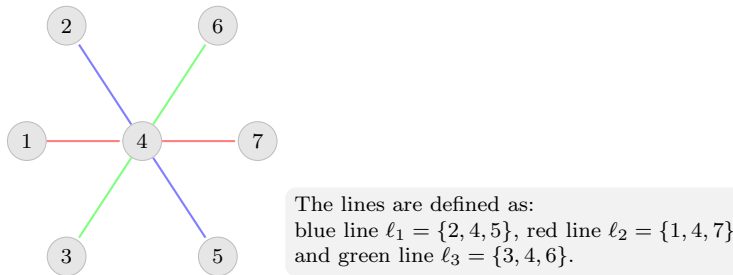 2 6
1 4 7
3 5
The lines are defined as:
blue line ℓ₁ = {2, 4, 5}, red line ℓ₂ = {1, 4, 7}
and green line ℓ₃ = {3, 4, 6}.